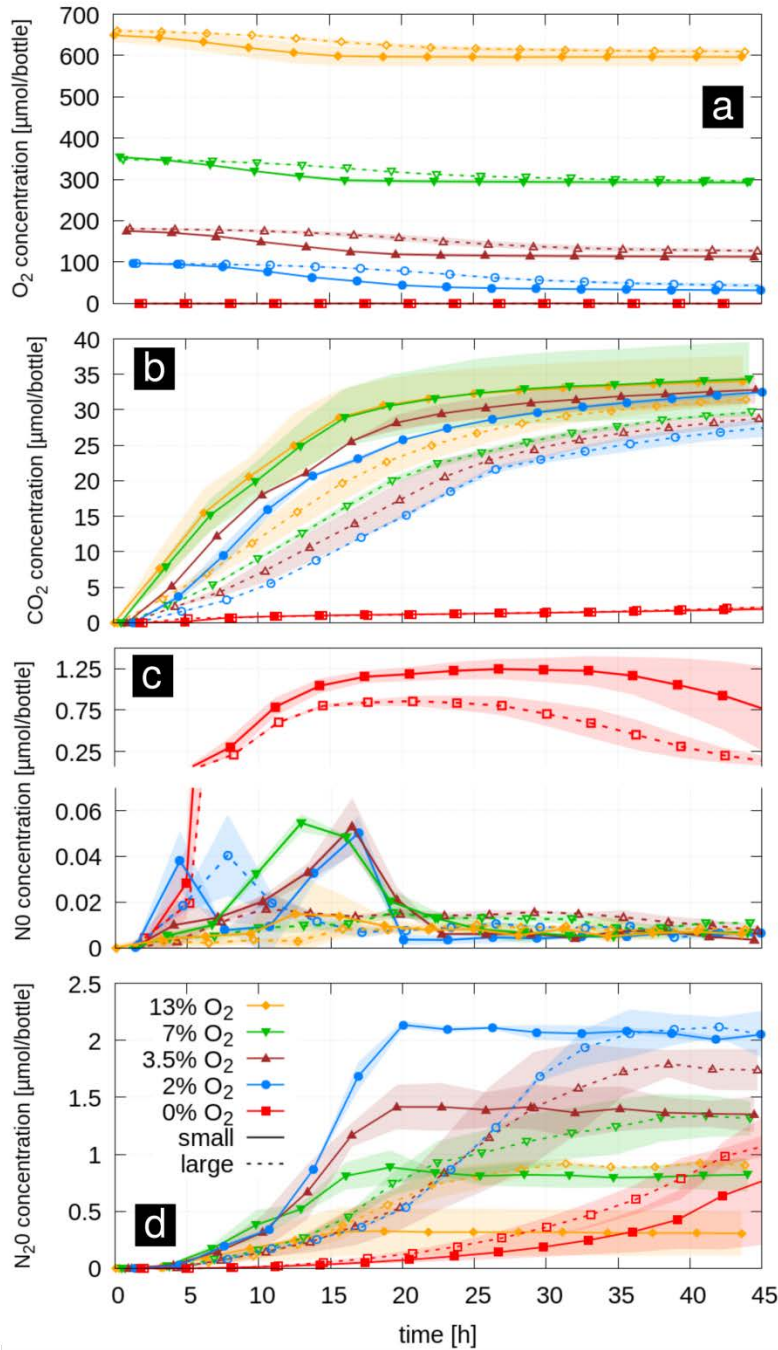 700
600
500
400
300
200
100
0
O2 concentration [µmol/bottle]
a
40
35
30
25
20
15
10
5
0
CO2 concentration [µmol/bottle]
b
1.25
0.75
0.25
0.06
0.04
0.02
0
N0 concentration [µmol/bottle]
c
2.5
2
1.5
1
0.5
0
N20 concentration [µmol/bottle]
13% O2
7% O2
3.5% O2
2% O2
0% O2
small
large
d
0 5 10 15 20 25 30 35 40 45
time [h]